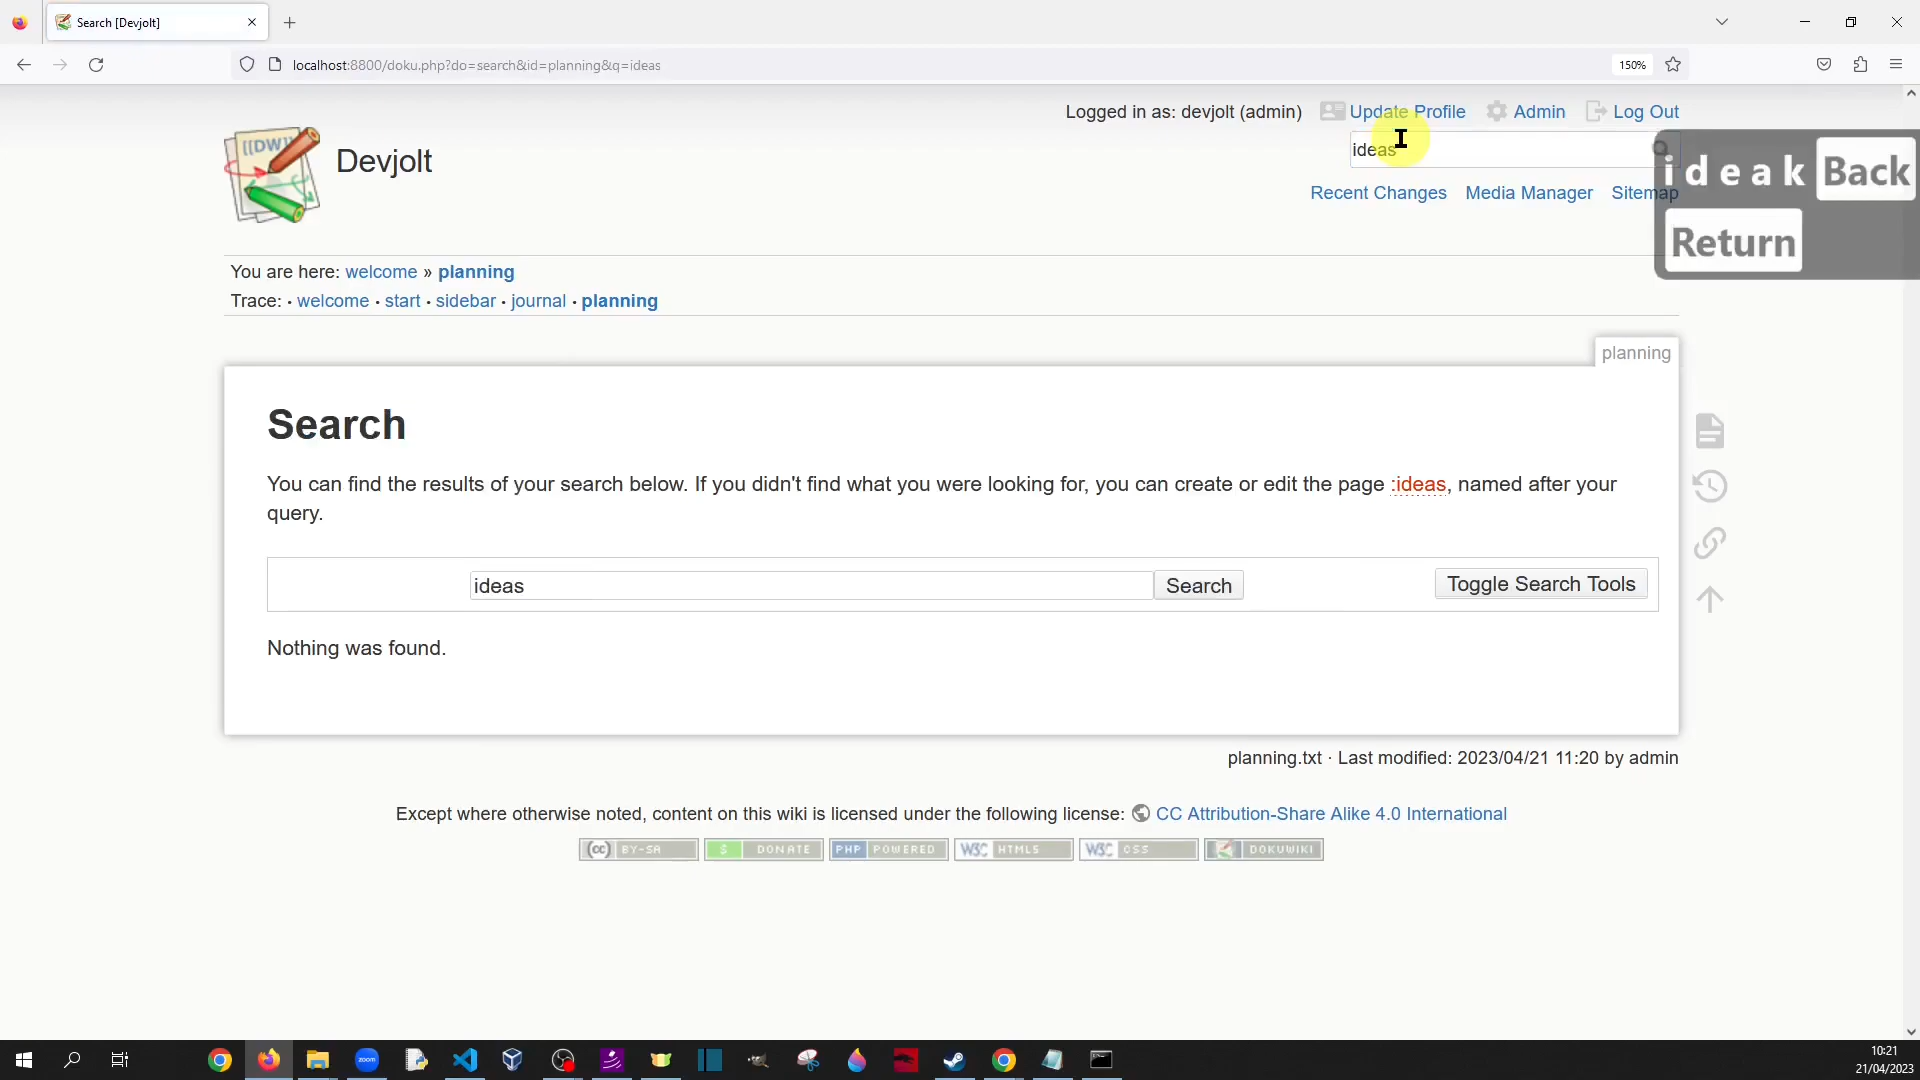 Search [Devjolt]
localhost:8800/doku.php?do=search&id=planning&q=ideas
150%
Logged in as: devjolt (admin) Update Profile Admin Log Out
[[DW]]
Devjolt
ideas
i d e a k Back
Return
Recent Changes Media Manager Sitemap
You are here: welcome » planning
Trace: • welcome • start • sidebar • journal • planning
planning
Search
You can find the results of your search below. If you didn't find what you were looking for, you can create or edit the page :ideas, named after your
query.
ideas Search Toggle Search Tools
Nothing was found.
planning.txt · Last modified: 2023/04/21 11:20 by admin
Except where otherwise noted, content on this wiki is licensed under the following license: CC Attribution-Share Alike 4.0 International
(cc) BY-SA $ DONATE PHP POWERED W3C HTML5 W3C CSS DOKUWIKI
zoom
10:21
21/04/2023